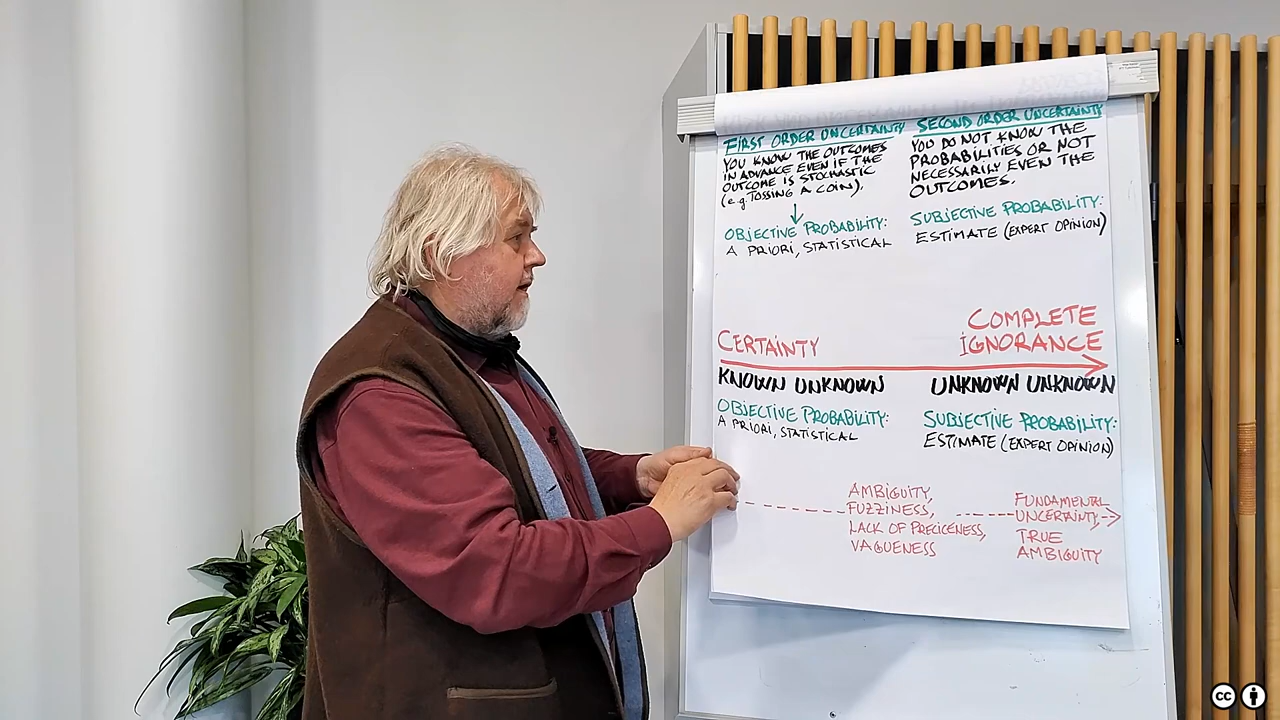 FIRST ORDER UNCERTAINTY
YOU KNOW THE OUTCOMES
IN ADVANCE EVEN IF THE
OUTCOME IS STOCHASTIC
(e.g. TOSSING A COIN).
OBJECTIVE PROBABILITY:
A PRIORI, STATISTICAL
SECOND ORDER UNCERTAINTY
YOU DO NOT KNOW THE
PROBABILITIES OR NOT
NECESSARILY EVEN THE
OUTCOMES.
SUBJECTIVE PROBABILITY:
ESTIMATE (EXPERT OPINION)
CERTAINTY
COMPLETE
IGNORANCE
KNOWN UNKNOWN
UNKNOWN UNKNOWN
OBJECTIVE PROBABILITY:
A PRIORI, STATISTICAL
SUBJECTIVE PROBABILITY:
ESTIMATE (EXPERT OPINION)
AMBIGUITY,
FUZZINESS,
LACK OF PRECICENESS,
VAGUENESS
FUNDAMENTAL
UNCERTAINTY,
TRUE
AMBIGUITY
cc